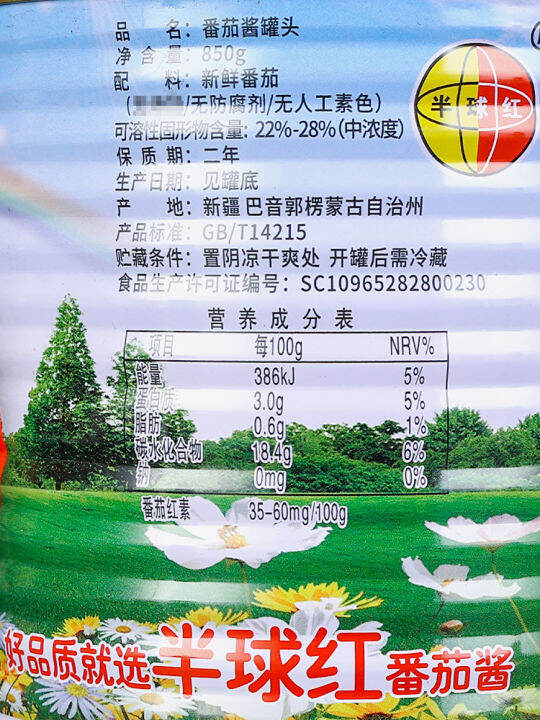 品 名：番茄酱罐头
净 含 量：850g
配 料：新鲜番茄
(/无防腐剂/无人工素色)
可溶性固形物含量：22%-28%(中浓度)
保 质 期：二年
生产日期：见罐底
产 地：新疆 巴音郭楞蒙古自治州
产品标准：GB/T14215
贮藏条件：置阴凉干爽处 开罐后需冷藏
食品生产许可证编号：SC10965282800230
半球红
营养成分表
项目 每100g NRV%
能量 386kJ 5%
蛋白质 3.0g 5%
脂肪 0.6g 1%
碳水化合物 18.4g 6%
钠 0mg 0%
番茄红素 35-60mg/100g
好品质就选半球红番茄酱